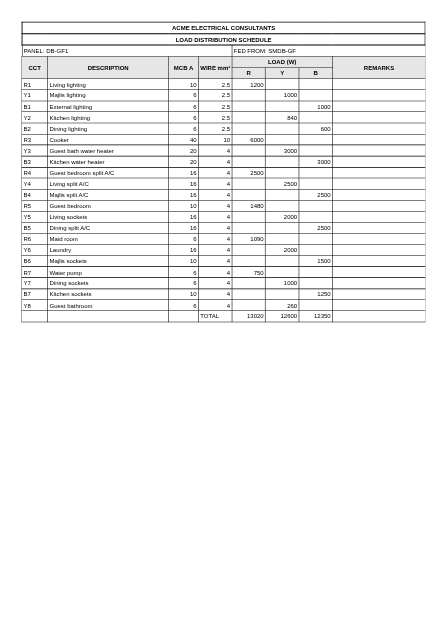 ACME ELECTRICAL CONSULTANTS
LOAD DISTRIBUTION SCHEDULE
PANEL: DB-GF1 FED FROM: SMDB-GF
CCT DESCRIPTION MCB A WIRE mm² LOAD (W) REMARKS
R Y B
R1 Living lighting 10 2.5 1200
Y1 Majlis lighting 6 2.5 1000
B1 External lighting 6 2.5 1000
Y2 Kitchen lighting 6 2.5 840
B2 Dining lighting 6 2.5 600
R3 Cooker 40 10 6000
Y3 Guest bath water heater 20 4 3000
B3 Kitchen water heater 20 4 3000
R4 Guest bedroom split A/C 16 4 2500
Y4 Living split A/C 16 4 2500
B4 Majlis split A/C 16 4 2500
R5 Guest bedroom 10 4 1480
Y5 Living sockets 16 4 2000
B5 Dining split A/C 16 4 2500
R6 Maid room 6 4 1090
Y6 Laundry 16 4 2000
B6 Majlis sockets 10 4 1500
R7 Water pump 6 4 750
Y7 Dining sockets 6 4 1000
B7 Kitchen sockets 10 4 1250
Y8 Guest bathroom 6 4 260
TOTAL 13020 12600 12350